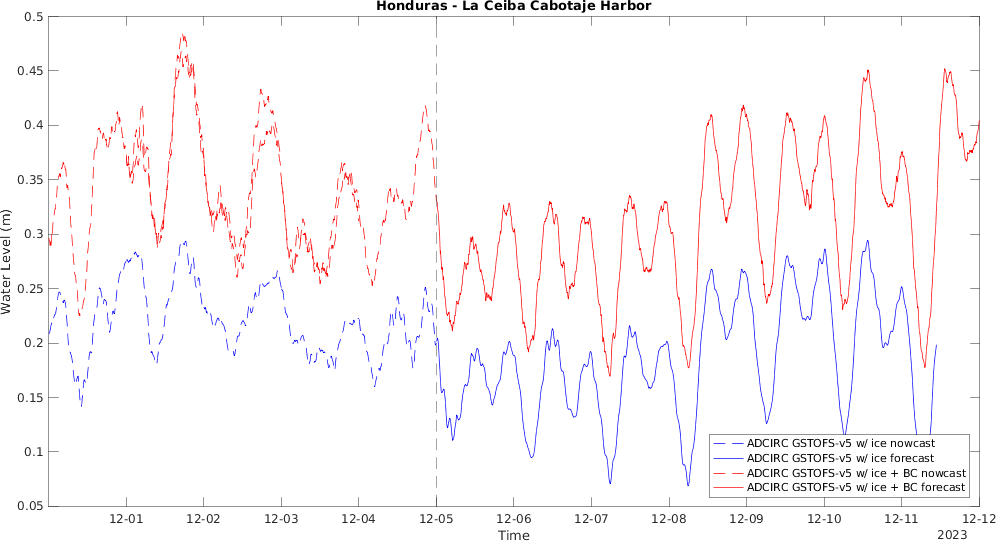 Honduras - La Ceiba Cabotaje Harbor
Water Level (m)
0.5
0.45
0.4
0.35
0.3
0.25
0.2
0.15
0.1
0.05
ADCIRC GSTOFS-v5 w/ ice nowcast
ADCIRC GSTOFS-v5 w/ ice forecast
ADCIRC GSTOFS-v5 w/ ice + BC nowcast
ADCIRC GSTOFS-v5 w/ ice + BC forecast
12-01 12-02 12-03 12-04 12-05 12-06 12-07 12-08 12-09 12-10 12-11 12-12
Time
2023